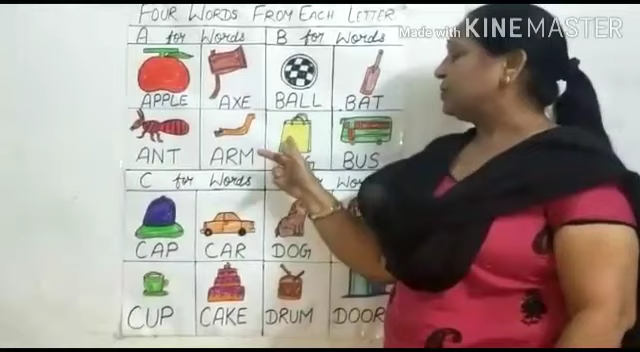 FOUR WORDS FROM EACH LETTER
Made with KINEMASTER
A for Words B for Words
APPLE AXE BALL BAT
ANT ARM G BUS
C for Words Wo
CAP CAR DOG
CUP CAKE DRUM DOOR